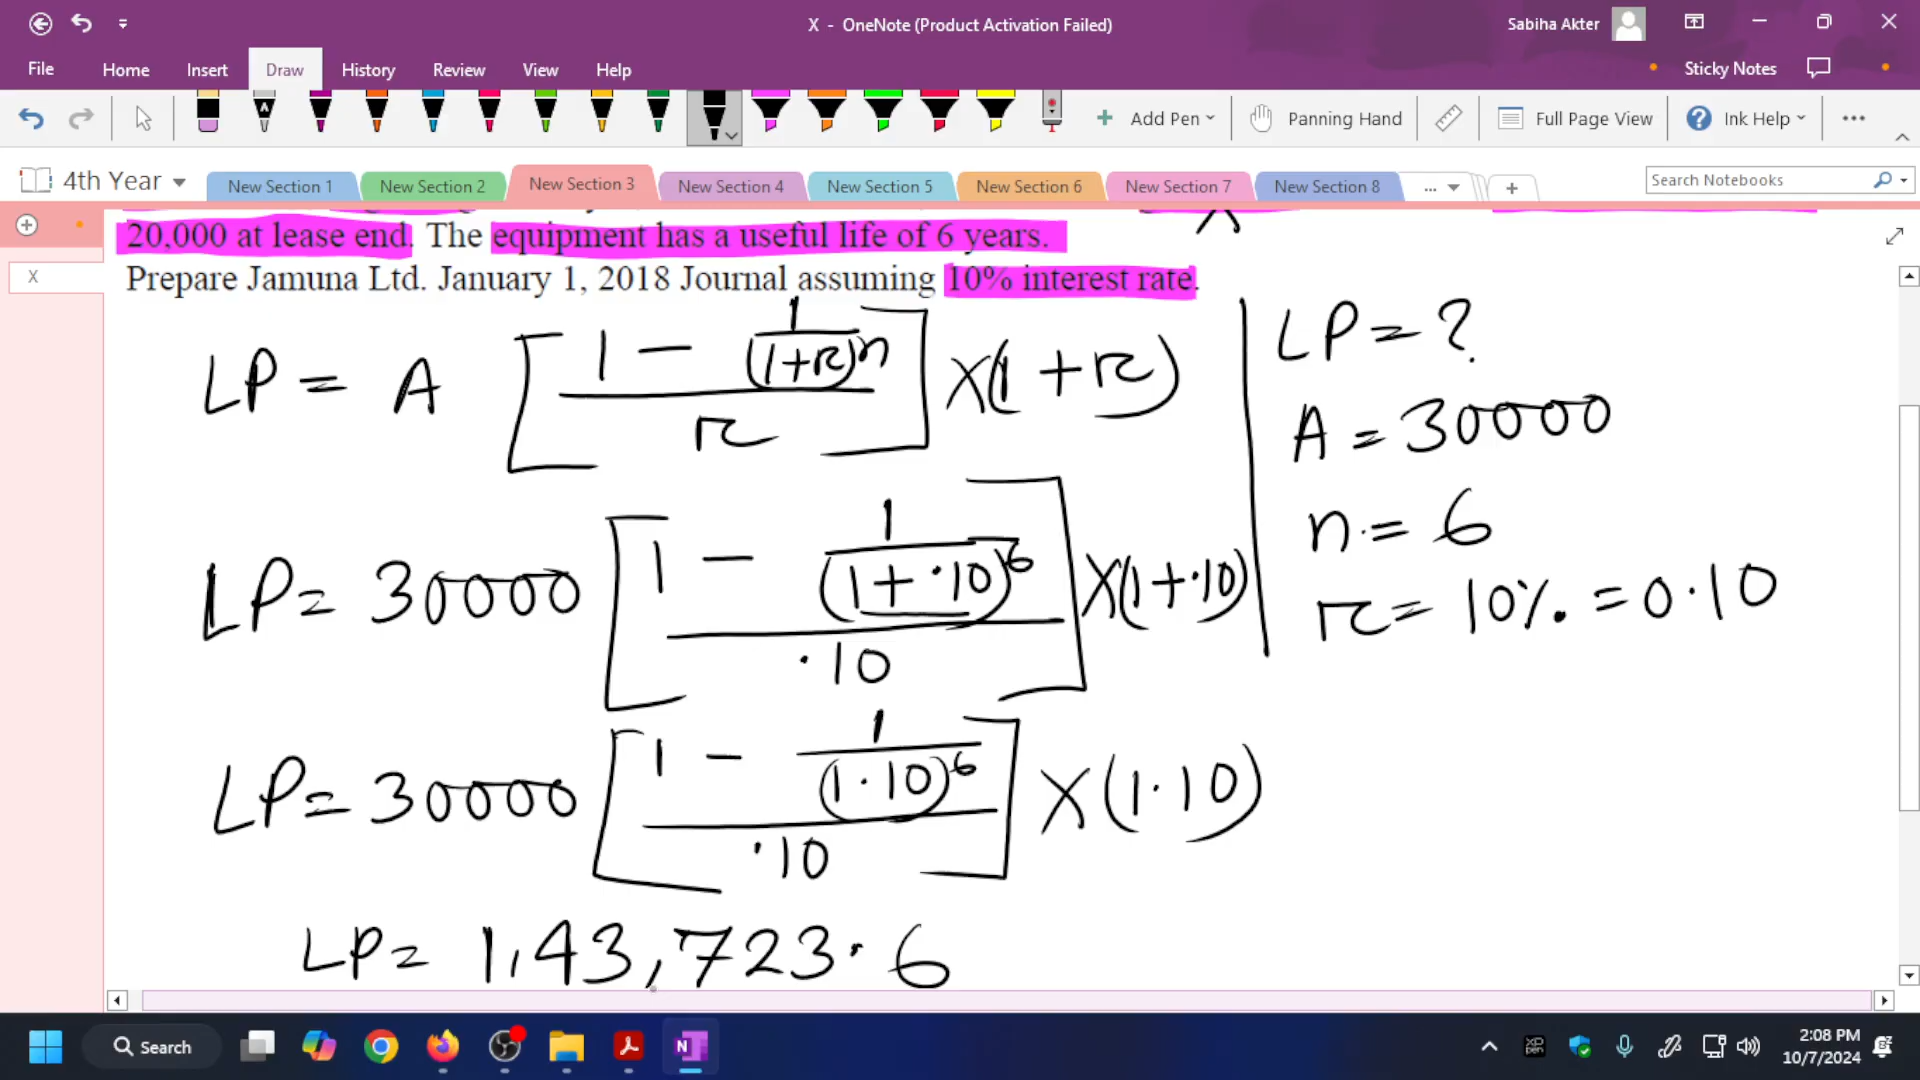 X - OneNote (Product Activation Failed)
Sabiha Akter
File Home Insert Draw History Review View Help
Sticky Notes
A
Add Pen Panning Hand Full Page View Ink Help
4th Year New Section 1 New Section 2 New Section 3 New Section 4 New Section 5 New Section 6 New Section 7 New Section 8 ... Search Notebooks
X
20,000 at lease end. The equipment has a useful life of 6 years.
Prepare Jamuna Ltd. January 1, 2018 Journal assuming 10% interest rate.
LP = A [ (1 - 1/(1+r)^n) / r ] X (1 + r)
LP = ?
A = 30000
n = 6
r = 10% = 0.10
LP = 30000 [ (1 - 1/(1 + .10)^6) / .10 ] X (1 + .10)
LP = 30000 [ (1 - 1/(1.10)^6) / .10 ] X (1.10)
LP = 1,43,723.6
Search
2:08 PM
10/7/2024